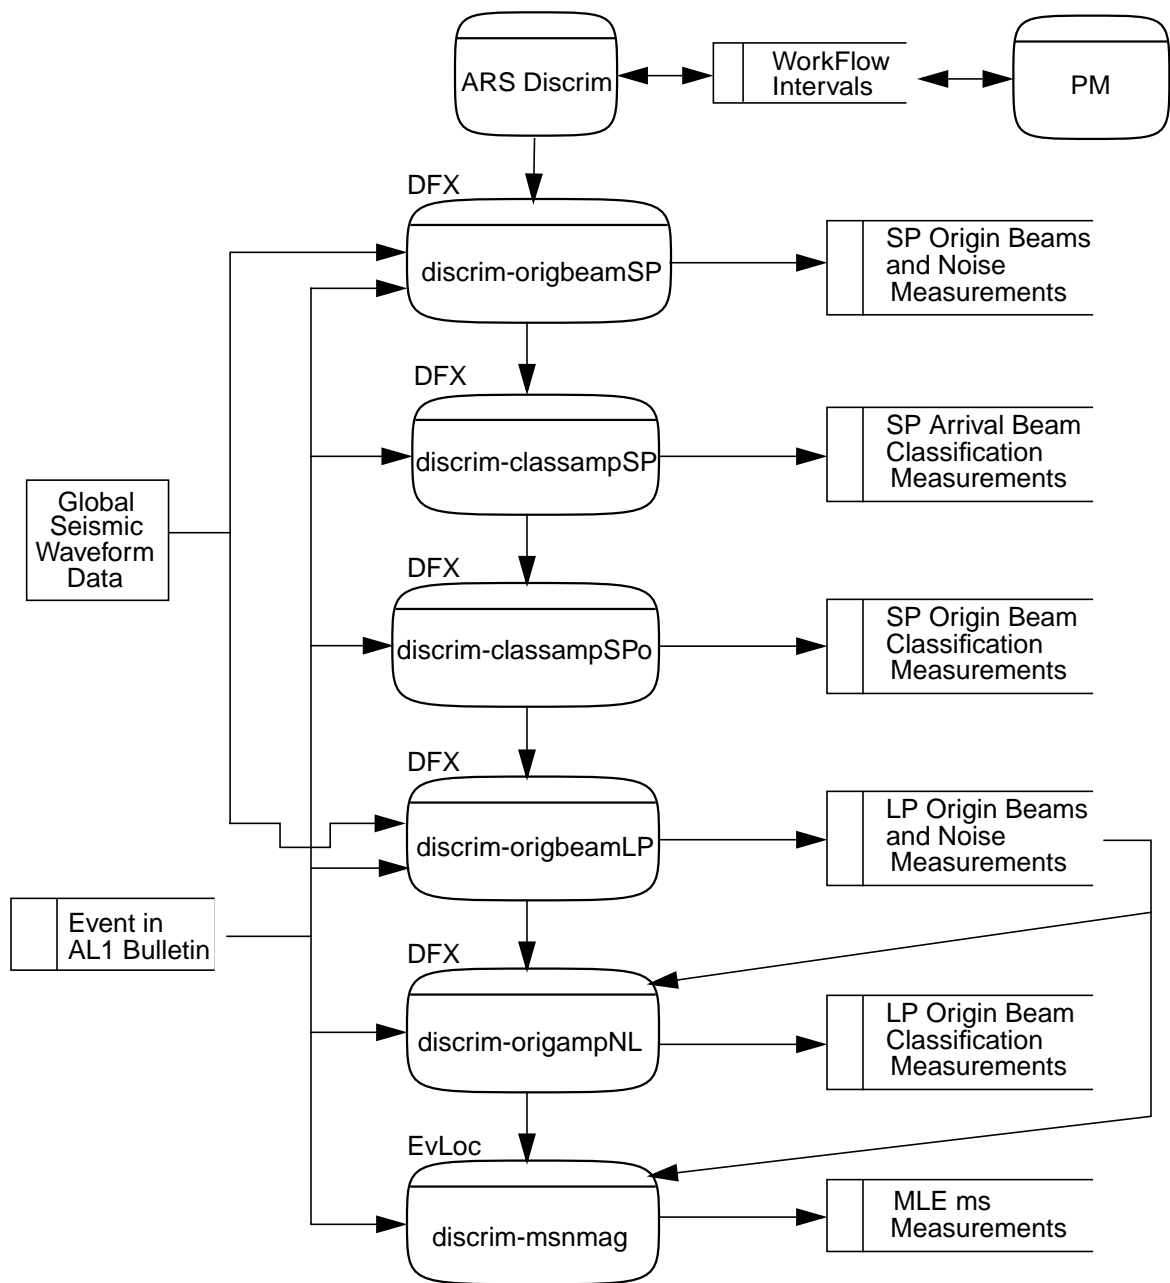 ARS Discrim
WorkFlow
Intervals
PM
DFX
discrim-origbeamSP
SP Origin Beams
and Noise
Measurements
DFX
discrim-classampSP
SP Arrival Beam
Classification
Measurements
Global
Seismic
Waveform
Data
DFX
discrim-classampSPo
SP Origin Beam
Classification
Measurements
DFX
discrim-origbeamLP
LP Origin Beams
and Noise
Measurements
Event in
AL1 Bulletin
DFX
discrim-origampNL
LP Origin Beam
Classification
Measurements
EvLoc
discrim-msnmag
MLE ms
Measurements